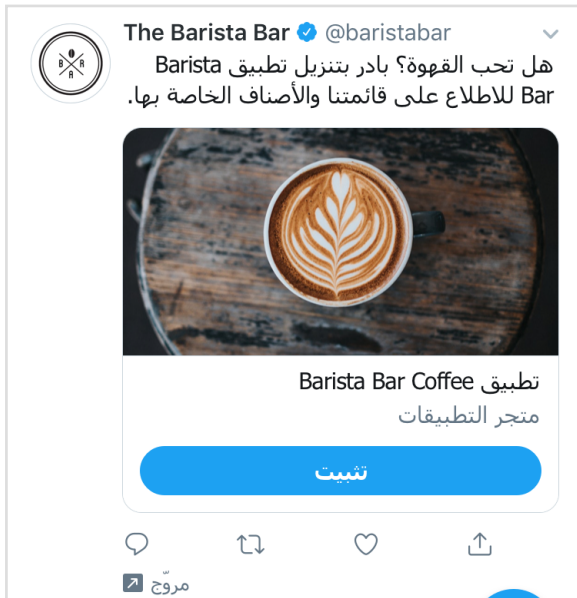 The Barista Bar @baristabar
B A R
هل تحب القهوة؟ بادر بتنزيل تطبيق Barista
Bar للاطلاع على قائمتنا والأصناف الخاصة بها.
تطبيق Barista Bar Coffee
متجر التطبيقات
تثبيت
مروّج